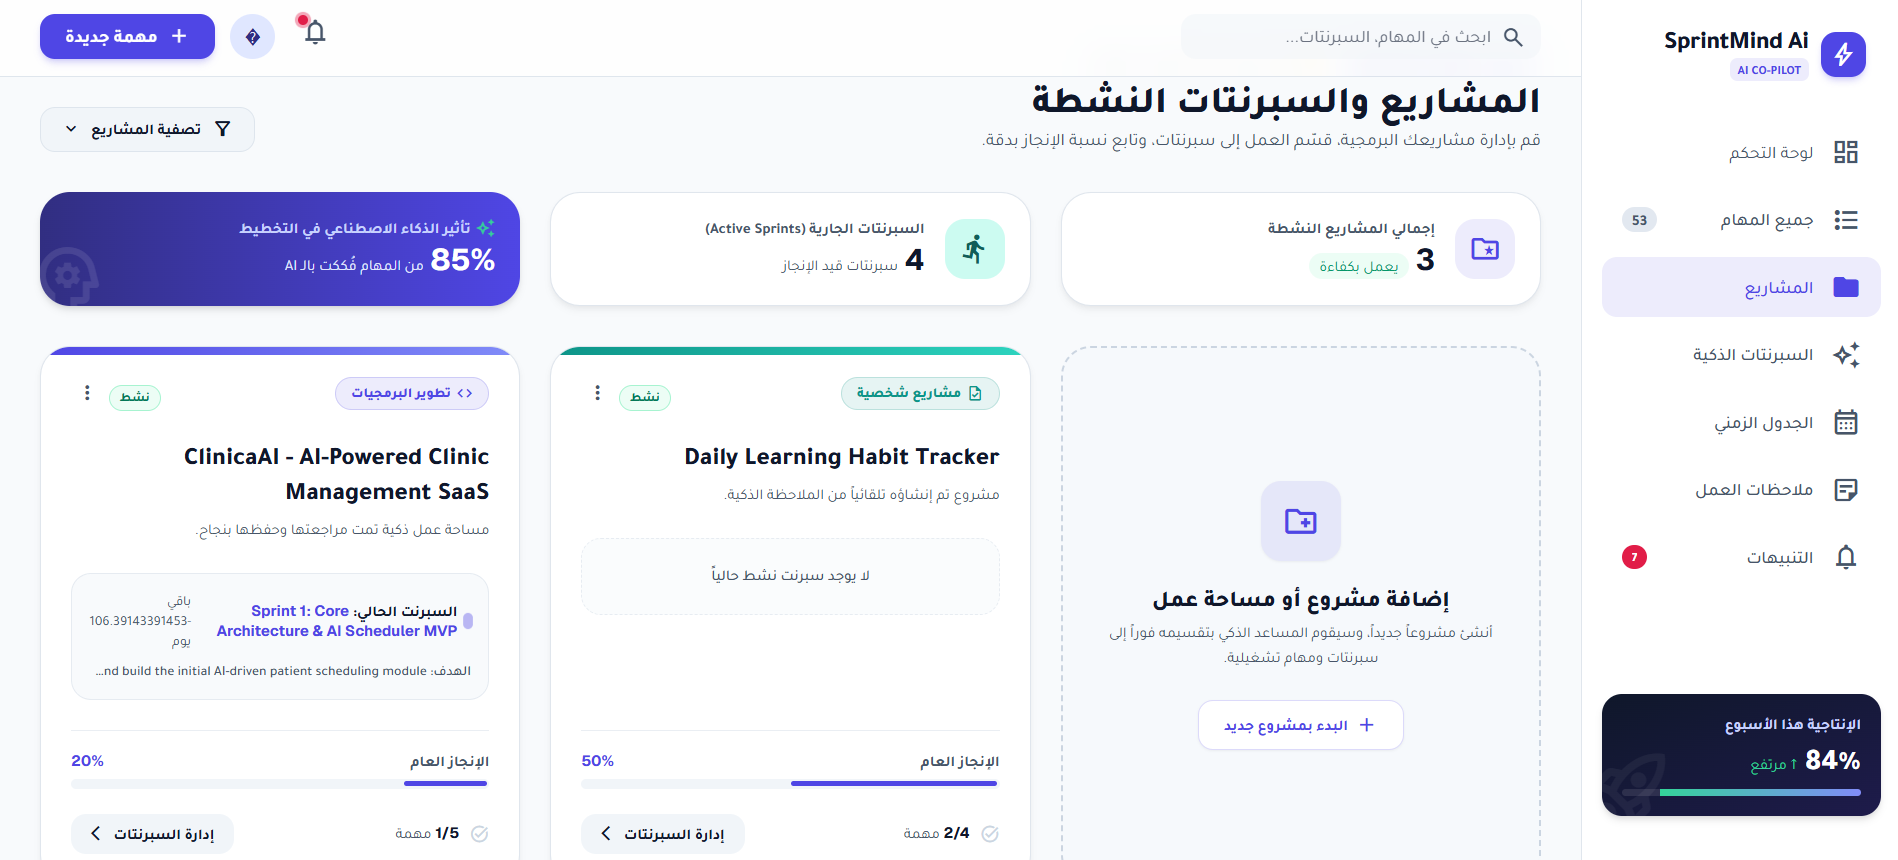 SprintMind Ai
AI CO-PILOT
لوحة التحكم
جميع المهام
53
المشاريع
السبرنتات الذكية
الجدول الزمني
ملاحظات العمل
التنبيهات
7
الإنتاجية هذا الأسبوع
84% ↑ مرتفع
ابحث في المهام، السبرنتات...
+ مهمة جديدة
المشاريع والسبرنتات النشطة
قم بإدارة مشاريعك البرمجية، قسّم العمل إلى سبرنتات، وتابع نسبة الإنجاز بدقة.
تصفية المشاريع
إجمالي المشاريع النشطة
3 يعمل بكفاءة
السبرنتات الجارية (Active Sprints)
4 سبرنتات قيد الإنجاز
تأثير الذكاء الاصطناعي في التخطيط
85% من المهام فُككت بالـ AI
إضافة مشروع أو مساحة عمل
أنشئ مشروعاً جديداً، وسيقوم المساعد الذكي بتقسيمه فوراً إلى
سبرنتات ومهام تشغيلية.
+ البدء بمشروع جديد
مشاريع شخصية
نشط
Daily Learning Habit Tracker
مشروع تم إنشاؤه تلقائياً من الملاحظة الذكية.
لا يوجد سبرنت نشط حالياً
الإنجاز العام
50%
2/4 مهمة
إدارة السبرنتات
تطوير البرمجيات
نشط
ClinicaAI - AI-Powered Clinic
Management SaaS
مساحة عمل ذكية تمت مراجعتها وحفظها بنجاح.
السبرنت الحالي: Sprint 1: Core
Architecture & AI Scheduler MVP
باقي
106.39143391453-
يوم
الهدف: nd build the initial AI-driven patient scheduling module...
الإنجاز العام
20%
1/5 مهمة
إدارة السبرنتات